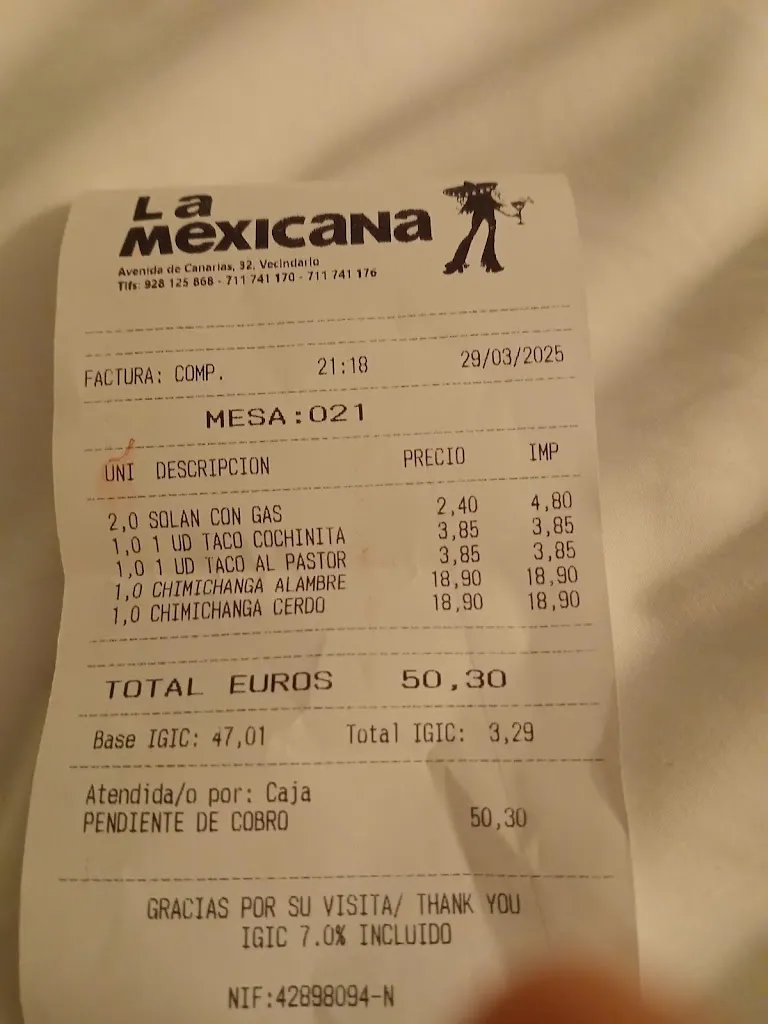 La
Mexicana
Avenida de Canarias, 32, Vecindario
Tlfs: 928 125 868 - 711 741 170 - 711 741 176
FACTURA: COMP. 21:18 29/03/2025
MESA:021
UNI DESCRIPCION PRECIO IMP
2,0 SOLAN CON GAS 2,40 4,80
1,0 1 UD TACO COCHINITA 3,85 3,85
1,0 1 UD TACO AL PASTOR 3,85 3,85
1,0 CHIMICHANGA ALAMBRE 18,90 18,90
1,0 CHIMICHANGA CERDO 18,90 18,90
TOTAL EUROS 50,30
Base IGIC: 47,01 Total IGIC: 3,29
Atendida/o por: Caja
PENDIENTE DE COBRO 50,30
GRACIAS POR SU VISITA/ THANK YOU
IGIC 7.0% INCLUIDO
NIF:42898094-N